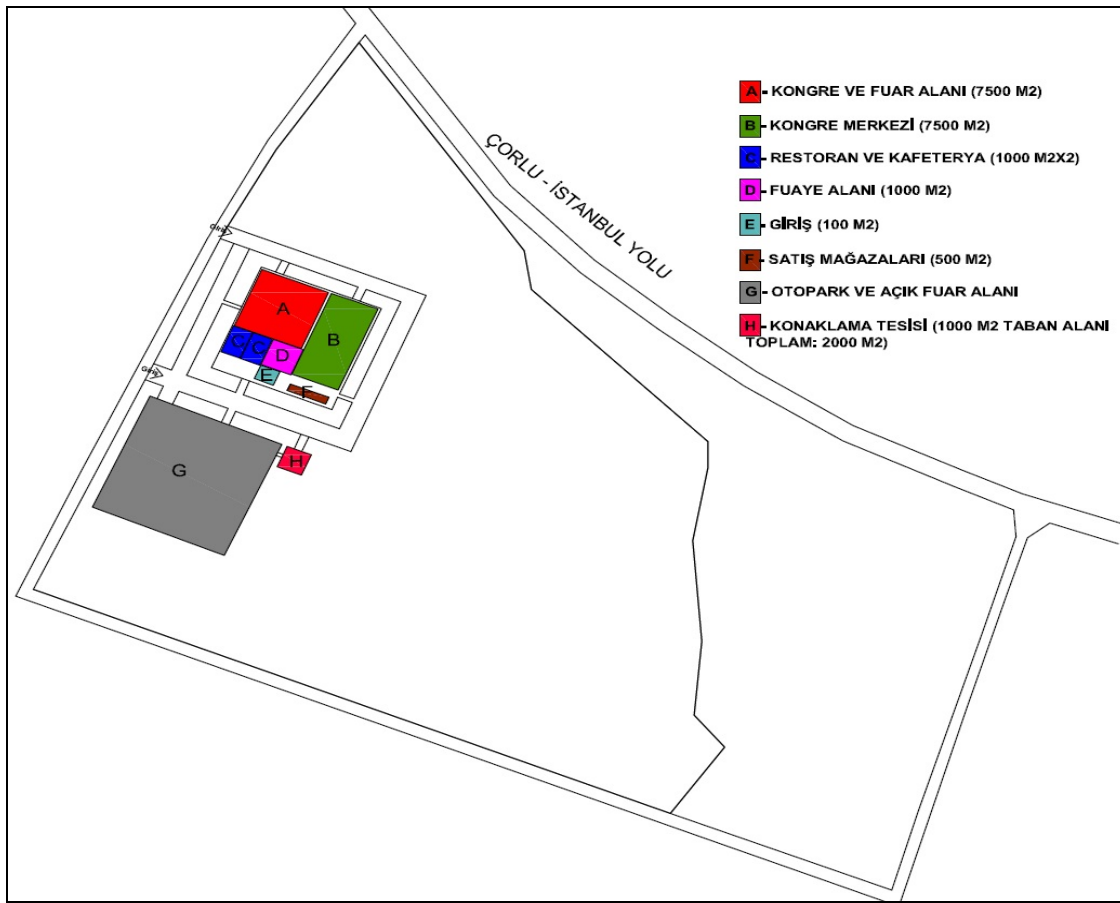 A - KONGRE VE FUAR ALANI (7500 M2)
B - KONGRE MERKEZİ (7500 M2)
C - RESTORAN VE KAFETERYA (1000 M2X2)
D - FUAYE ALANI (1000 M2)
E - GİRİŞ (100 M2)
F - SATIŞ MAĞAZALARI (500 M2)
G - OTOPARK VE AÇIK FUAR ALANI
H - KONAKLAMA TESİSİ (1000 M2 TABAN ALANI
TOPLAM: 2000 M2)
ÇORLU - İSTANBUL YOLU
Giriş
A
B
C
C
D
E
F
Giriş
G
H